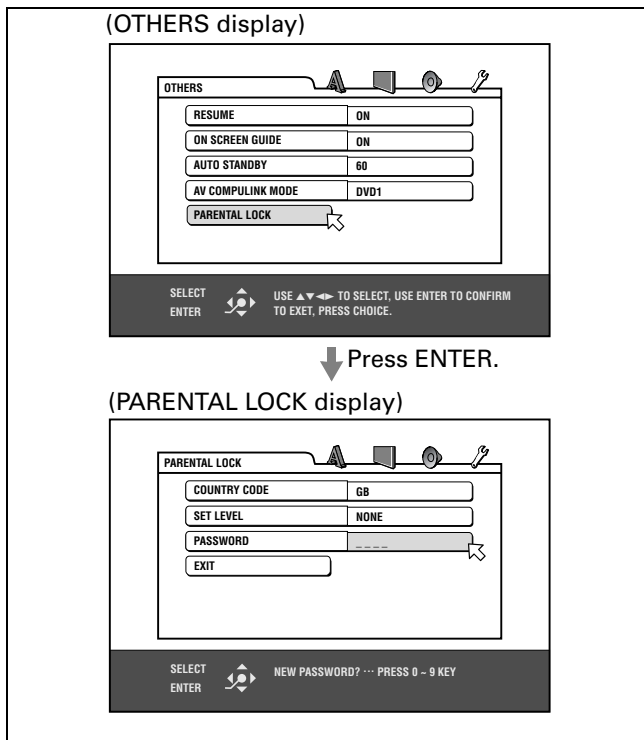 (OTHERS display)
OTHERS
RESUME ON
ON SCREEN GUIDE ON
AUTO STANDBY 60
AV COMPULINK MODE DVD1
PARENTAL LOCK
SELECT
ENTER
USE ▲▼◄► TO SELECT, USE ENTER TO CONFIRM
TO EXET, PRESS CHOICE.
Press ENTER.
(PARENTAL LOCK display)
PARENTAL LOCK
COUNTRY CODE GB
SET LEVEL NONE
PASSWORD _ _ _ _
EXIT
SELECT
ENTER
NEW PASSWORD? ··· PRESS 0 ~ 9 KEY